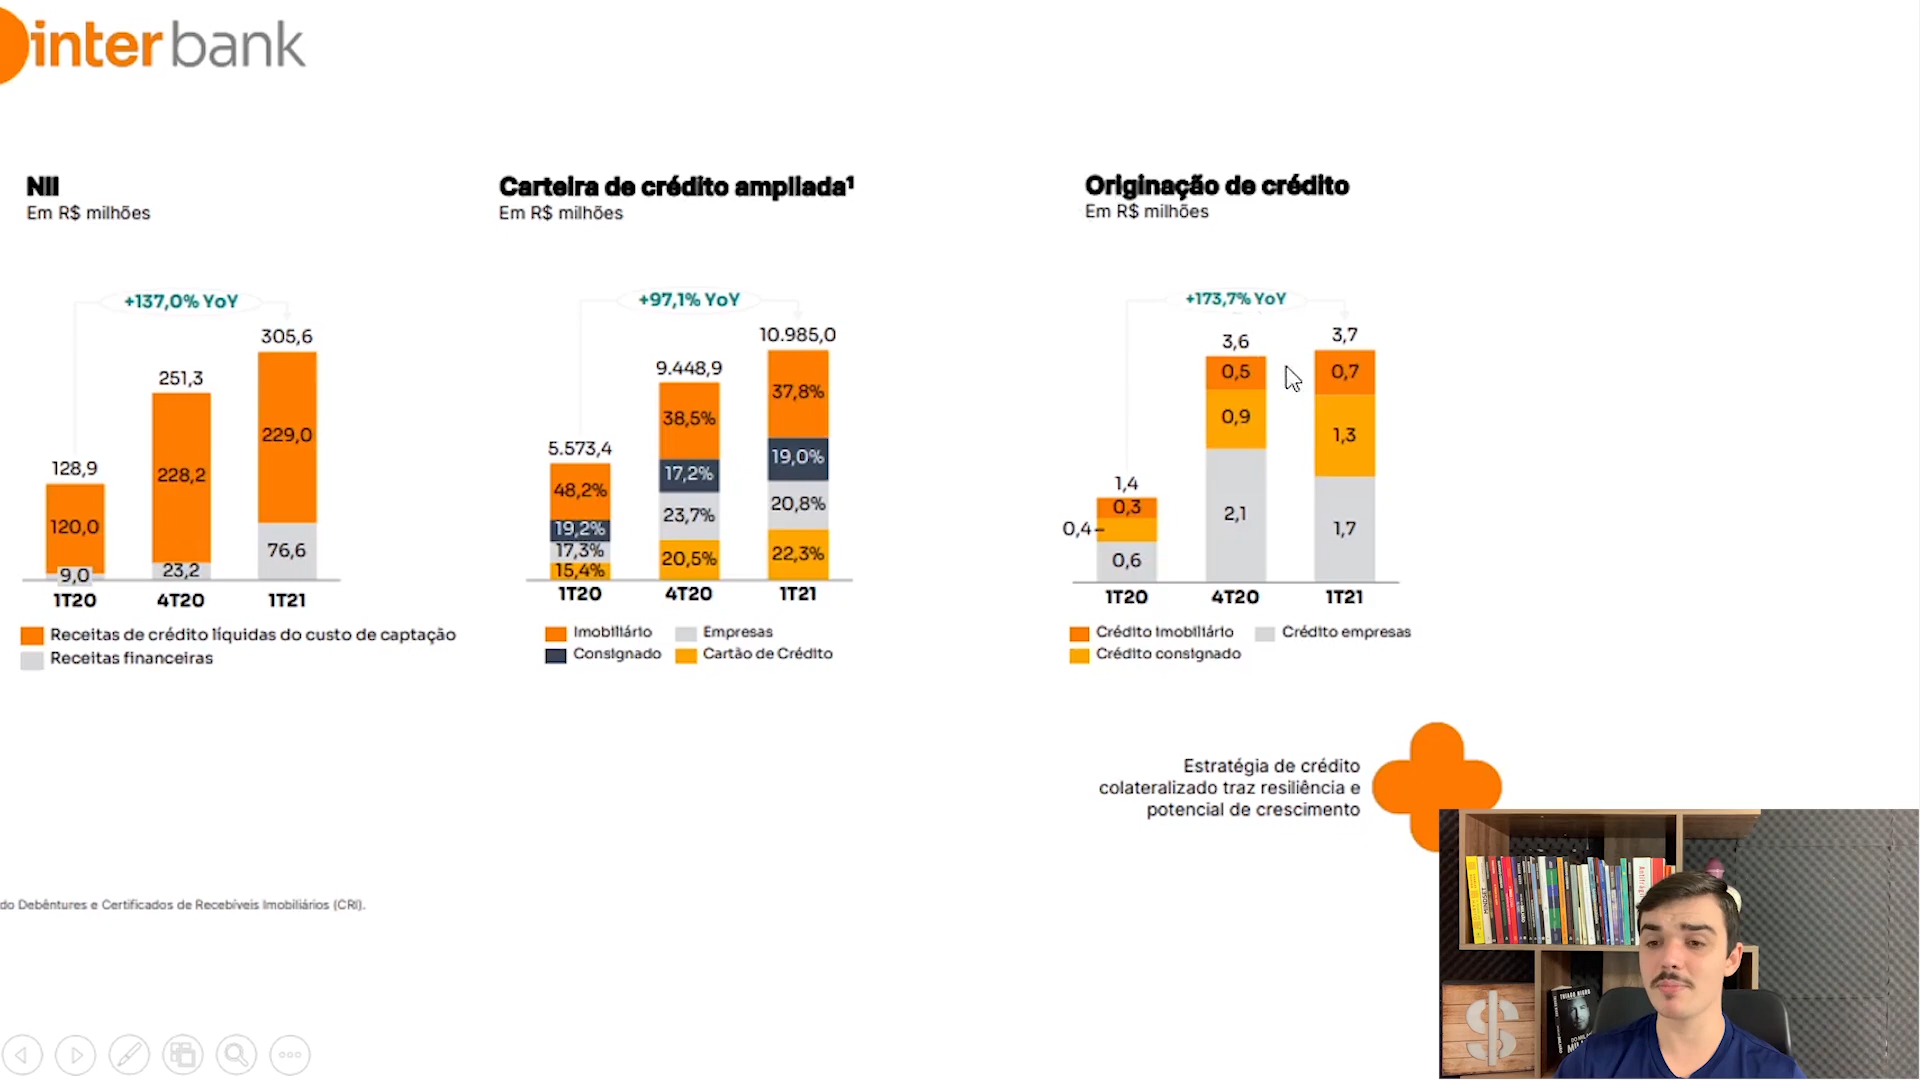 inter bank
NII
Em R$ milhões
+137,0% YoY
305,6
251,3
229,0
128,9
228,2
120,0
76,6
9,0
23,2
1T20
4T20
1T21
Receitas de crédito líquidas do custo de captação
Receitas financeiras
Carteira de crédito ampliada¹
Em R$ milhões
+97,1% YoY
10.985,0
9.448,9
37,8%
38,5%
5.573,4
19,0%
17,2%
48,2%
20,8%
23,7%
19,2%
17,3%
22,3%
20,5%
15,4%
1T20
4T20
1T21
Imobiliário
Empresas
Consignado
Cartão de Crédito
Originação de crédito
Em R$ milhões
+173,7% YoY
3,7
3,6
0,5
0,7
0,9
1,3
1,4
0,3
0,4
2,1
1,7
0,6
1T20
4T20
1T21
Crédito imobiliário
Crédito empresas
Crédito consignado
Estratégia de crédito
colateralizado traz resiliência e
potencial de crescimento
do Debêntures e Certificados de Recebíveis Imobiliários (CRI).
MINDSET
THIAGO NIGRO
$